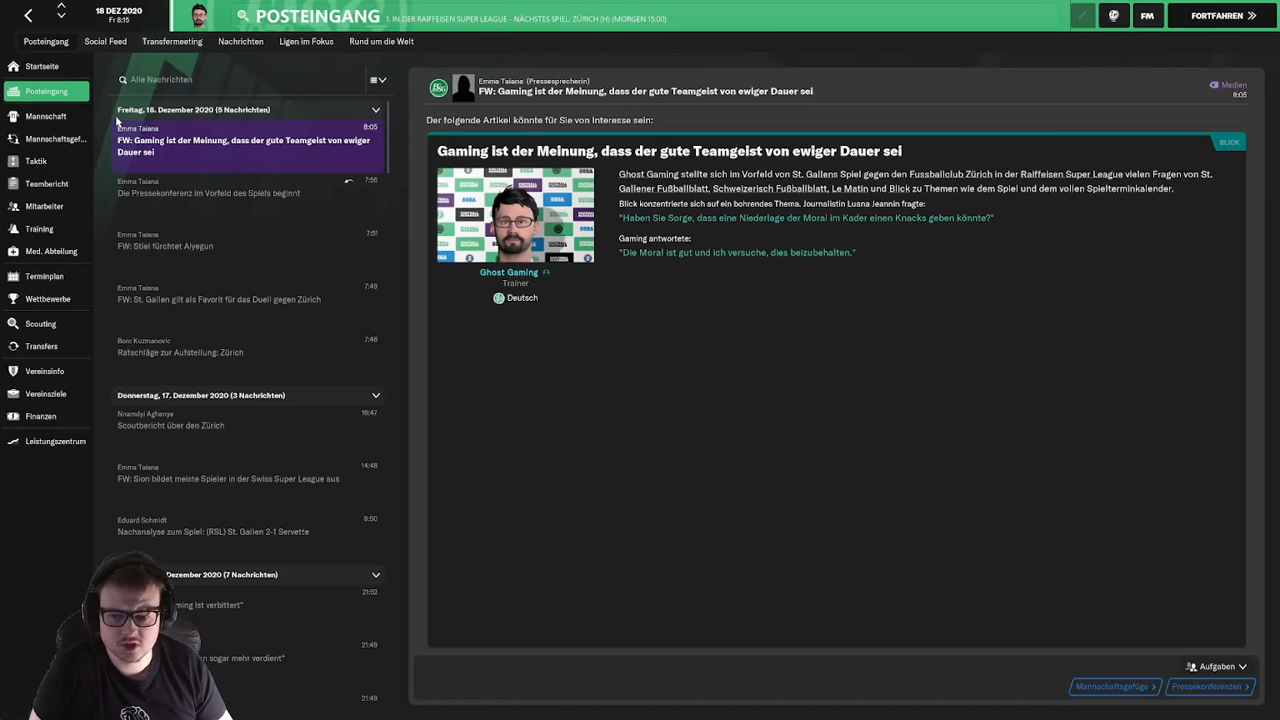 18 DEZ 2020
Fr 8:15
POSTEINGANG
1. IN DER RAIFFEISEN SUPER LEAGUE - NÄCHSTES SPIEL: ZÜRICH (H) (MORGEN 15:00)
FM
FORTFAHREN
Posteingang
Social Feed
Transfermeeting
Nachrichten
Ligen im Fokus
Rund um die Welt
Startseite
Posteingang
Mannschaft
Mannschaftsgef...
Taktik
Teambericht
Mitarbeiter
Training
Med. Abteilung
Terminplan
Wettbewerbe
Scouting
Transfers
Vereinsinfo
Vereinsziele
Finanzen
Leistungszentrum
Alle Nachrichten
Freitag, 18. Dezember 2020 (5 Nachrichten)
Emma Taiana
8:05
FW: Gaming ist der Meinung, dass der gute Teamgeist von ewiger
Dauer sei
Emma Taiana
7:56
Die Pressekonferenz im Vorfeld des Spiels beginnt
Emma Taiana
7:51
FW: Stiel fürchtet Aiyegun
Emma Taiana
7:49
FW: St. Gallen gilt als Favorit für das Duell gegen Zürich
Boro Kuzmanovic
7:48
Ratschläge zur Aufstellung: Zürich
Donnerstag, 17. Dezember 2020 (3 Nachrichten)
Nnamdyi Aghanya
16:47
Scoutbericht über den Zürich
Emma Taiana
14:48
FW: Sion bildet meiste Spieler in der Swiss Super League aus
Eduard Schmidt
8:50
Nachanalyse zum Spiel: (RSL) St. Gallen 2-1 Servette
Dezember 2020 (7 Nachrichten)
21:52
ming ist verbittert"
21:49
n sogar mehr verdient"
21:49
Emma Taiana (Pressesprecherin)
FW: Gaming ist der Meinung, dass der gute Teamgeist von ewiger Dauer sei
Medien
8:05
Der folgende Artikel könnte für Sie von Interesse sein:
BLICK
Gaming ist der Meinung, dass der gute Teamgeist von ewiger Dauer sei
SEGA
Ghost Gaming
Trainer
Deutsch
Ghost Gaming stellte sich im Vorfeld von St. Gallens Spiel gegen den Fussballclub Zürich in der Raiffeisen Super League vielen Fragen von St.
Gallener Fußballblatt, Schweizerisch Fußballblatt, Le Matin und Blick zu Themen wie dem Spiel und dem vollen Spielterminkalender.
Blick konzentrierte sich auf ein bohrendes Thema. Journalistin Luana Jeannin fragte:
"Haben Sie Sorge, dass eine Niederlage der Moral im Kader einen Knacks geben könnte?"
Gaming antwortete:
"Die Moral ist gut und ich versuche, dies beizubehalten."
Aufgaben
Mannschaftsgefüge
Pressekonferenzen